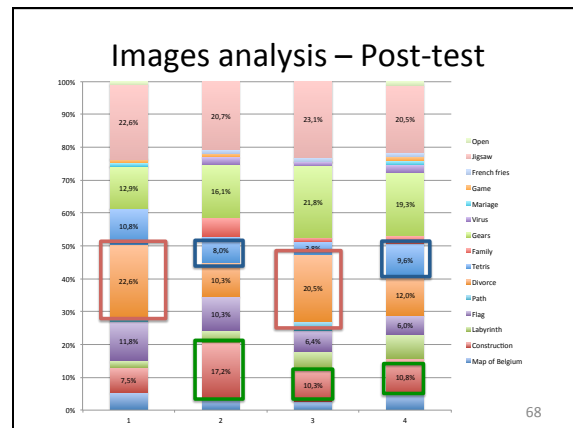 Images analysis – Post-test
100%
90%
80%
70%
60%
50%
40%
30%
20%
10%
0%
22,6%
12,9%
10,8%
22,6%
11,8%
7,5%
20,7%
16,1%
8,0%
10,3%
10,3%
17,2%
23,1%
21,8%
3,8%
20,5%
6,4%
10,3%
20,5%
19,3%
9,6%
12,0%
6,0%
10,8%
1
2
3
4
Open
Jigsaw
French fries
Game
Mariage
Virus
Gears
Family
Tetris
Divorce
Path
Flag
Labyrinth
Construction
Map of Belgium
68